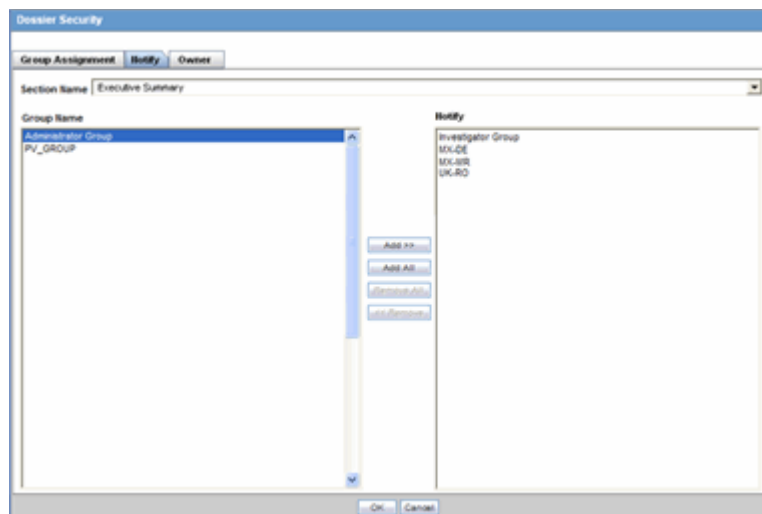 Dossier Security
Group Assignment Notify Owner
Section Name Executive Summary
Group Name
Administrator Group
PV_GROUP
Add >>
Add All
Remove All
<< Remove
Notify
Investigator Group
MX-DE
MX-WR
UK-RO
OK Cancel